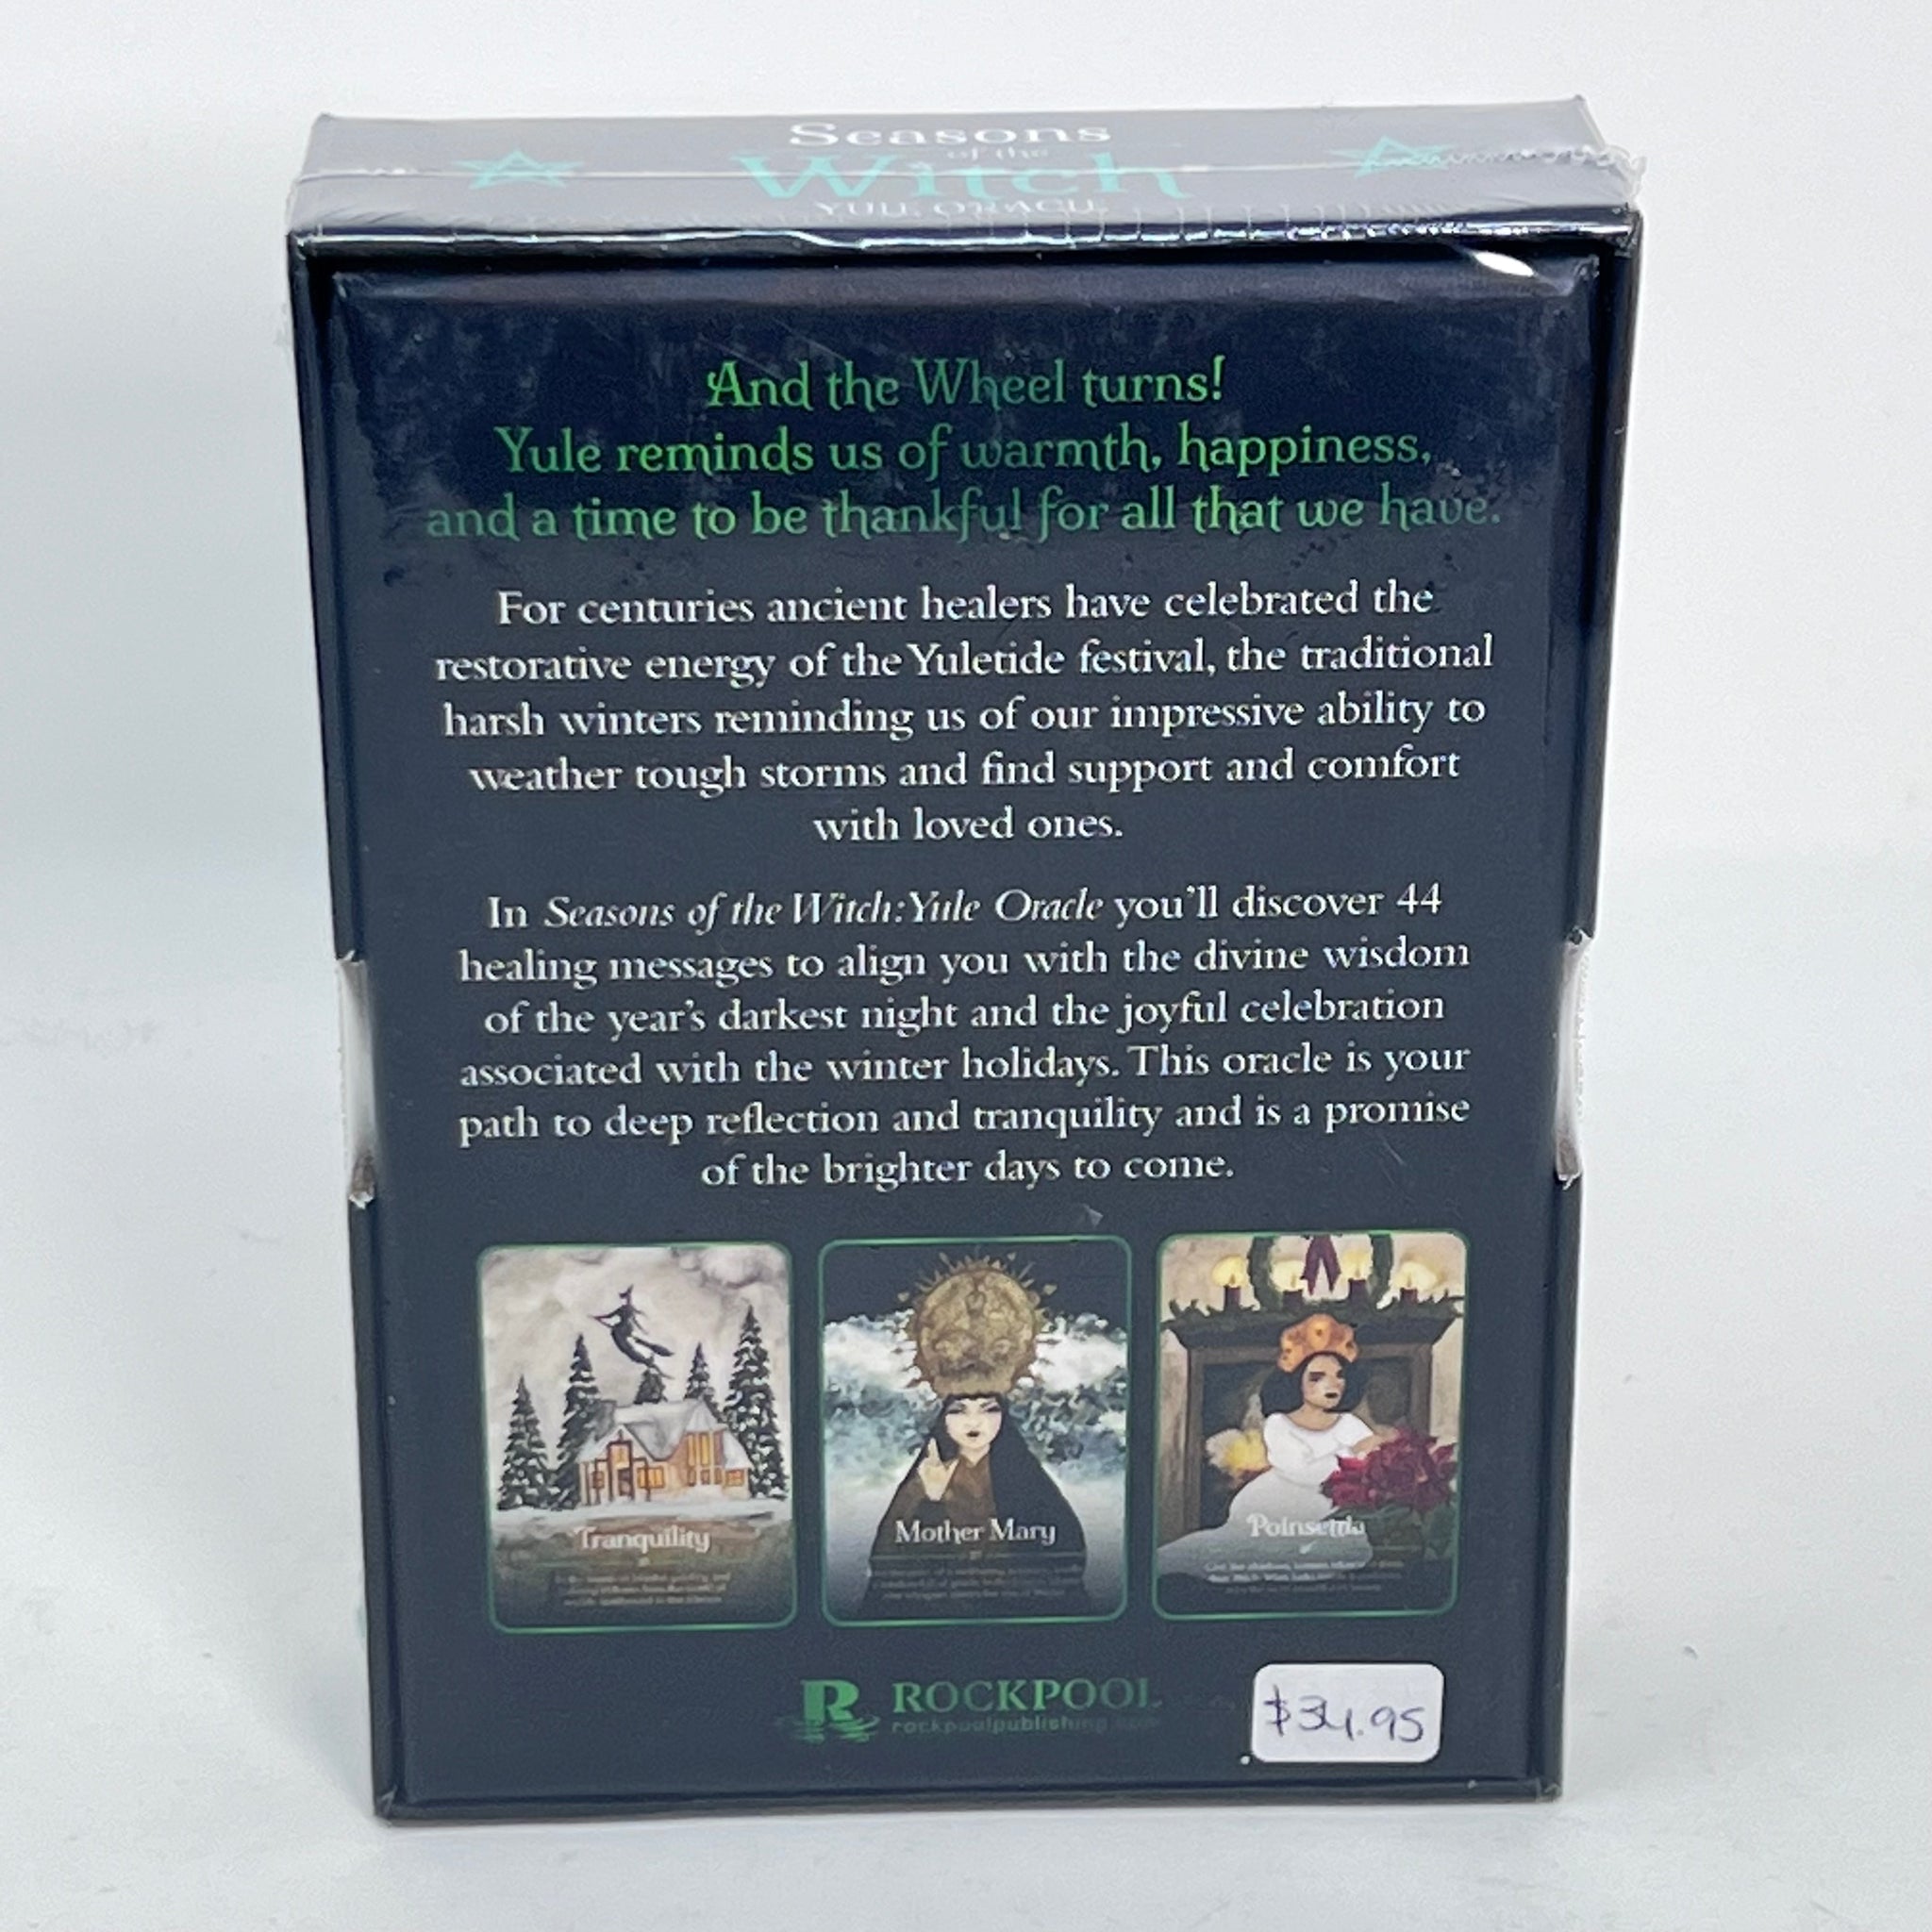 Seasons
of the
Witch
YULE ORACLE
And the Wheel turns!
Yule reminds us of warmth, happiness,
and a time to be thankful for all that we have.
For centuries ancient healers have celebrated the
restorative energy of the Yuletide festival, the traditional
harsh winters reminding us of our impressive ability to
weather tough storms and find support and comfort
with loved ones.
In Seasons of the Witch: Yule Oracle you'll discover 44
healing messages to align you with the divine wisdom
of the year's darkest night and the joyful celebration
associated with the winter holidays. This oracle is your
path to deep reflection and tranquility and is a promise
of the brighter days to come.
Tranquility
Mother Mary
Poinsettia
R ROCKPOOL
rockpoolpublishing.com
$34.95